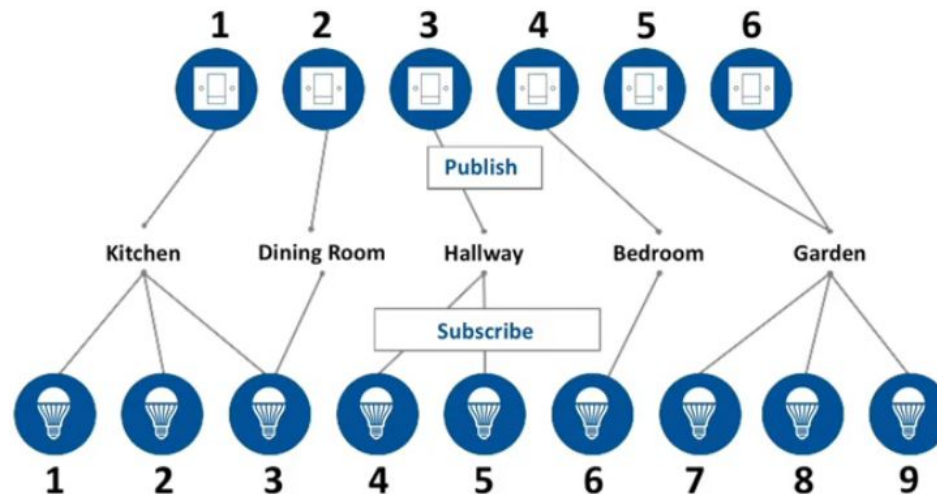 1 2 3 4 5 6
Publish
Kitchen Dining Room Hallway Bedroom Garden
Subscribe
1 2 3 4 5 6 7 8 9